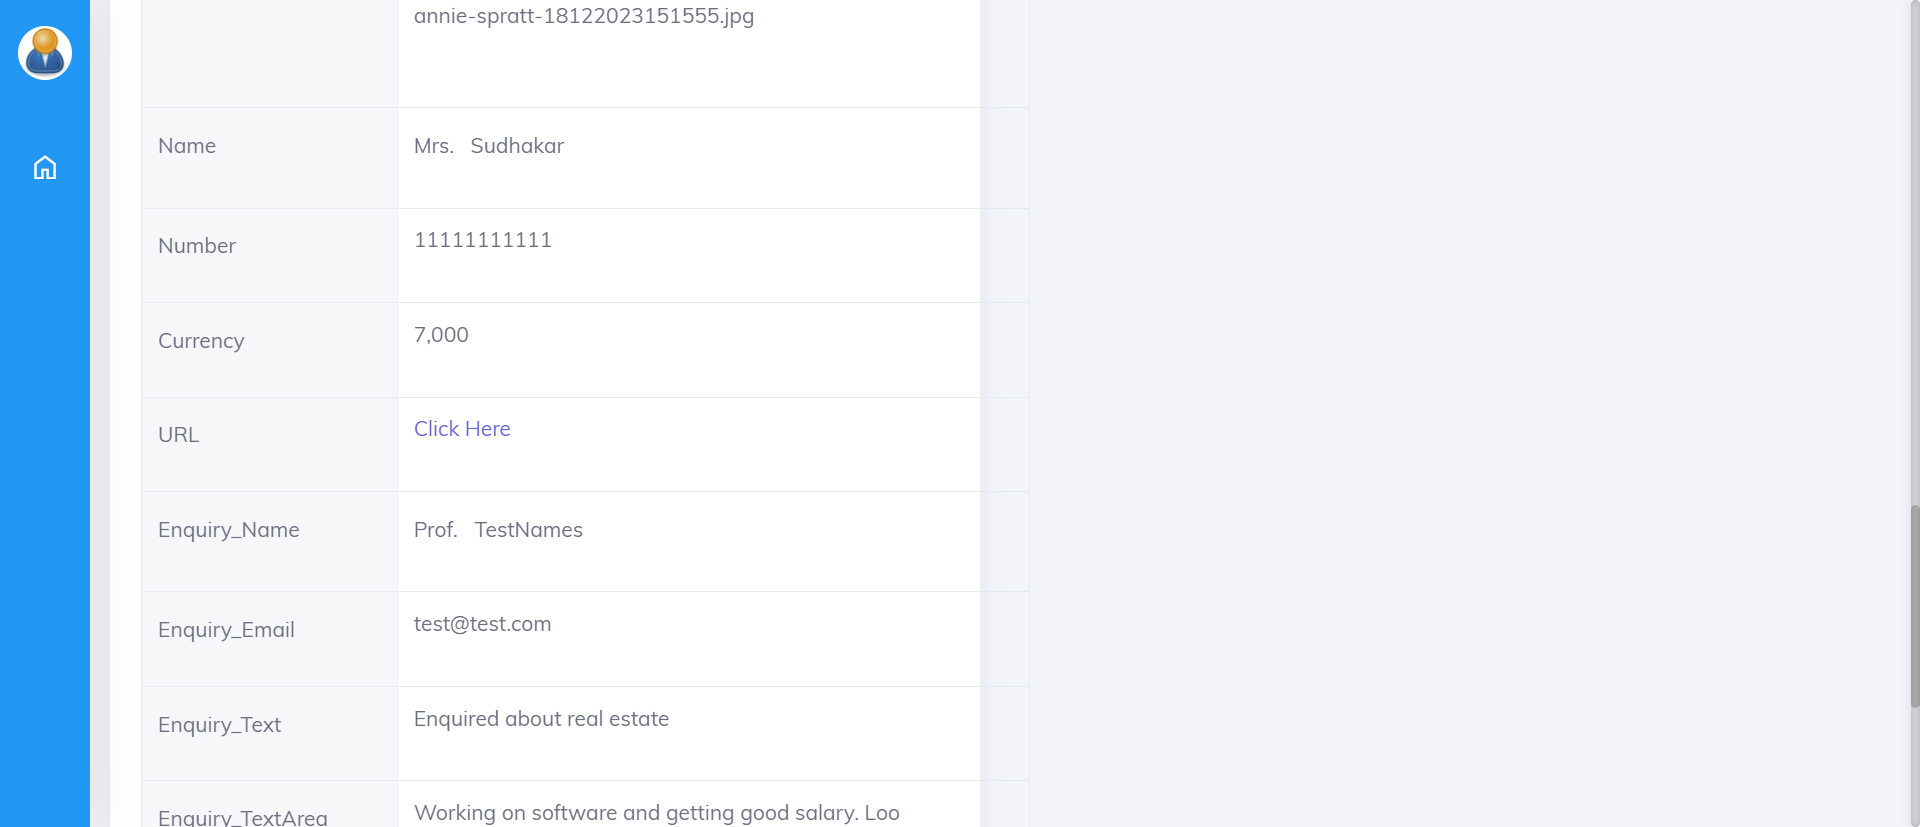 annie-spratt-18122023151555.jpg
Name Mrs. Sudhakar
Number 11111111111
Currency 7,000
URL Click Here
Enquiry_Name Prof. TestNames
Enquiry_Email test@test.com
Enquiry_Text Enquired about real estate
Enquiry_TextArea Working on software and getting good salary. Loo